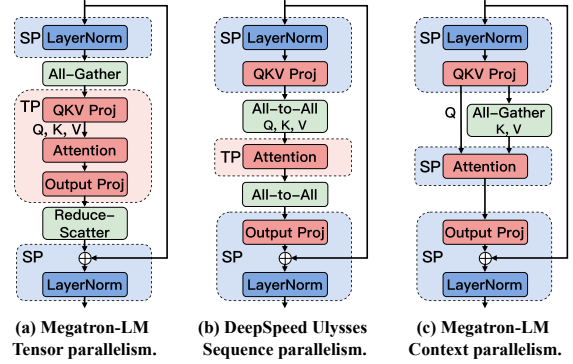 SP
LayerNorm
All-Gather
TP
QKV Proj
Q, K, V
Attention
Output Proj
Reduce-
Scatter
SP
LayerNorm
(a) Megatron-LM
Tensor parallelism.
SP
LayerNorm
QKV Proj
All-to-All
Q, K, V
TP
Attention
All-to-All
Output Proj
SP
LayerNorm
(b) DeepSpeed Ulysses
Sequence parallelism.
SP
LayerNorm
QKV Proj
Q
All-Gather
K, V
SP
Attention
Output Proj
SP
LayerNorm
(c) Megatron-LM
Context parallelism.